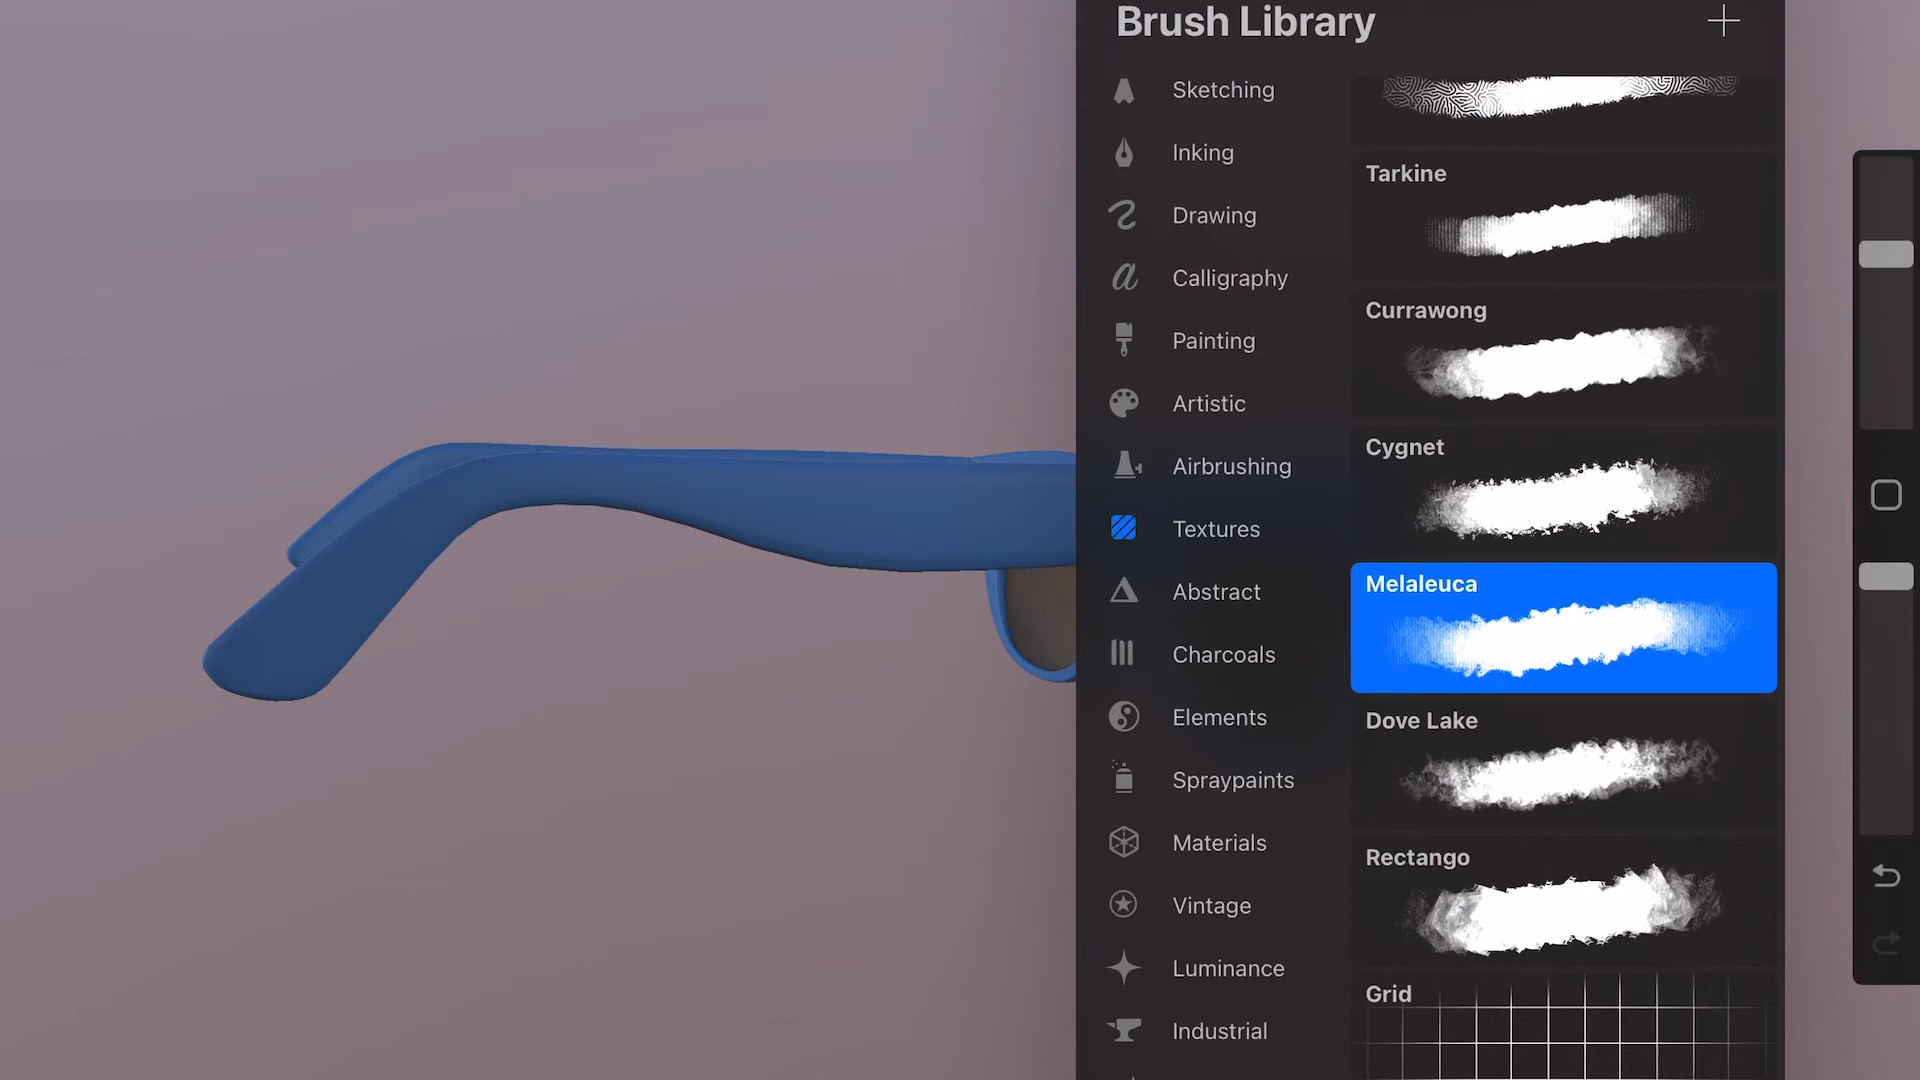 Brush Library
Sketching
Inking
Drawing
Calligraphy
Painting
Artistic
Airbrushing
Textures
Abstract
Charcoals
Elements
Spraypaints
Materials
Vintage
Luminance
Industrial
Tarkine
Currawong
Cygnet
Melaleuca
Dove Lake
Rectango
Grid